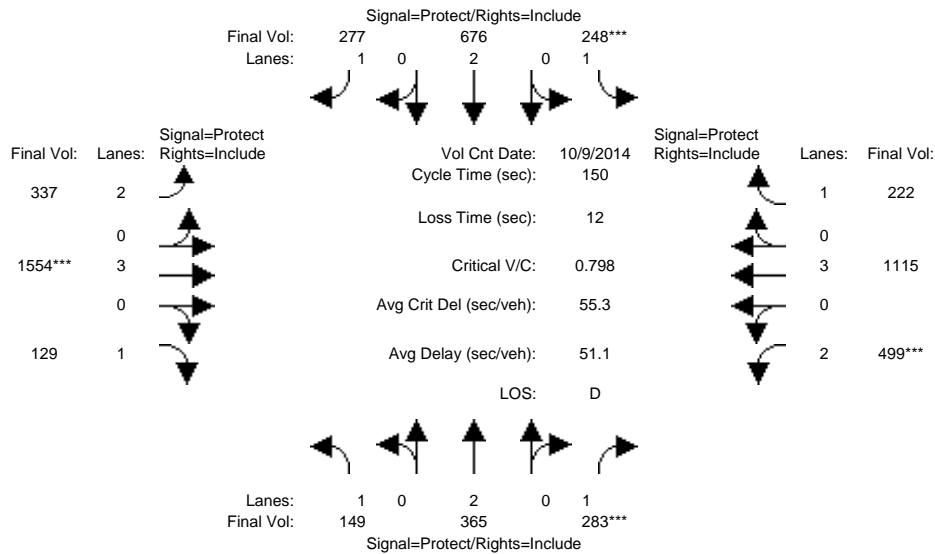 Signal=Protect/Rights=Include
Final Vol: 277 676 248***
Lanes: 1 0 2 0 1
Signal=Protect
Final Vol: Lanes: Rights=Include
Vol Cnt Date: 10/9/2014
Signal=Protect
Rights=Include Lanes: Final Vol:
Cycle Time (sec): 150
337 2
1 222
Loss Time (sec): 12
0
0
1554*** 3
Critical V/C: 0.798
3 1115
0
Avg Crit Del (sec/veh): 55.3
0
129 1
Avg Delay (sec/veh): 51.1
2 499***
LOS: D
Lanes: 1 0 2 0 1
Final Vol: 149 365 283***
Signal=Protect/Rights=Include